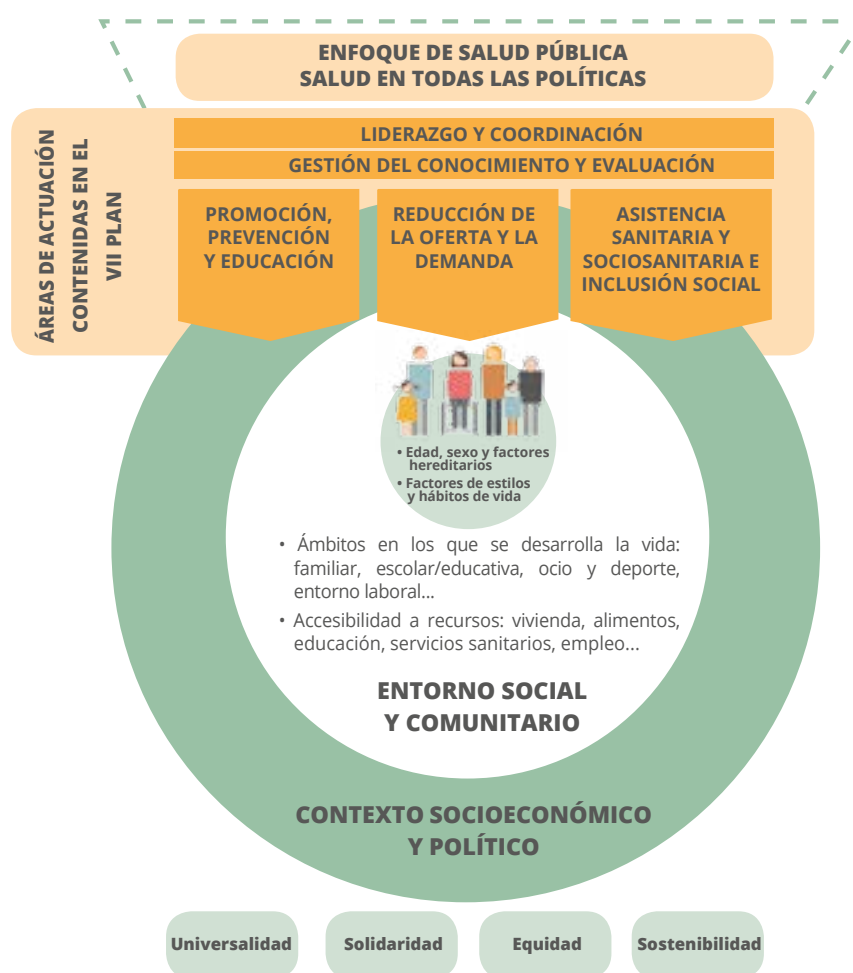 ENFOQUE DE SALUD PÚBLICA
SALUD EN TODAS LAS POLÍTICAS
ÁREAS DE ACTUACIÓN
CONTENIDAS EN EL
VII PLAN
LIDERAZGO Y COORDINACIÓN
GESTIÓN DEL CONOCIMIENTO Y EVALUACIÓN
PROMOCIÓN,
PREVENCIÓN
Y EDUCACIÓN
REDUCCIÓN DE
LA OFERTA Y LA
DEMANDA
ASISTENCIA
SANITARIA Y
SOCIOSANITARIA E
INCLUSIÓN SOCIAL
• Edad, sexo y factores
hereditarios
• Factores de estilos
y hábitos de vida
• Ámbitos en los que se desarrolla la vida:
familiar, escolar/educativa, ocio y deporte,
entorno laboral...
• Accesibilidad a recursos: vivienda, alimentos,
educación, servicios sanitarios, empleo...
ENTORNO SOCIAL
Y COMUNITARIO
CONTEXTO SOCIOECONÓMICO
Y POLÍTICO
Universalidad
Solidaridad
Equidad
Sostenibilidad